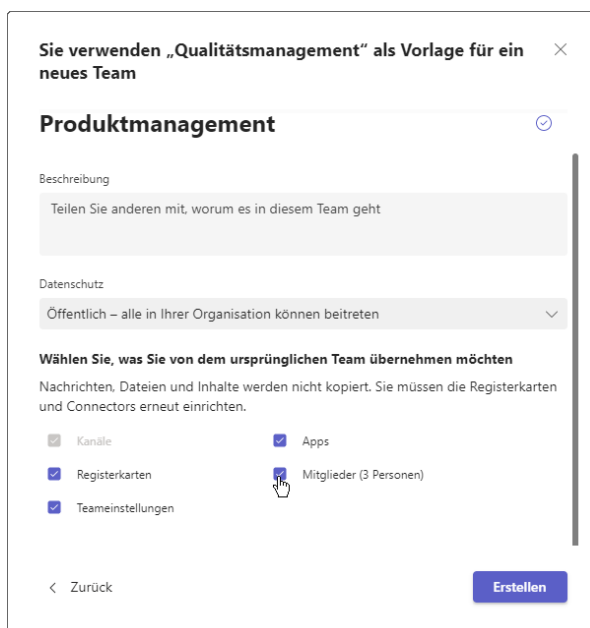 Sie verwenden „Qualitätsmanagement“ als Vorlage für ein
neues Team
Produktmanagement
Beschreibung
Teilen Sie anderen mit, worum es in diesem Team geht
Datenschutz
Öffentlich – alle in Ihrer Organisation können beitreten
Wählen Sie, was Sie von dem ursprünglichen Team übernehmen möchten
Nachrichten, Dateien und Inhalte werden nicht kopiert. Sie müssen die Registerkarten
und Connectors erneut einrichten.
Kanäle
Apps
Registerkarten
Mitglieder (3 Personen)
Teameinstellungen
Zurück
Erstellen